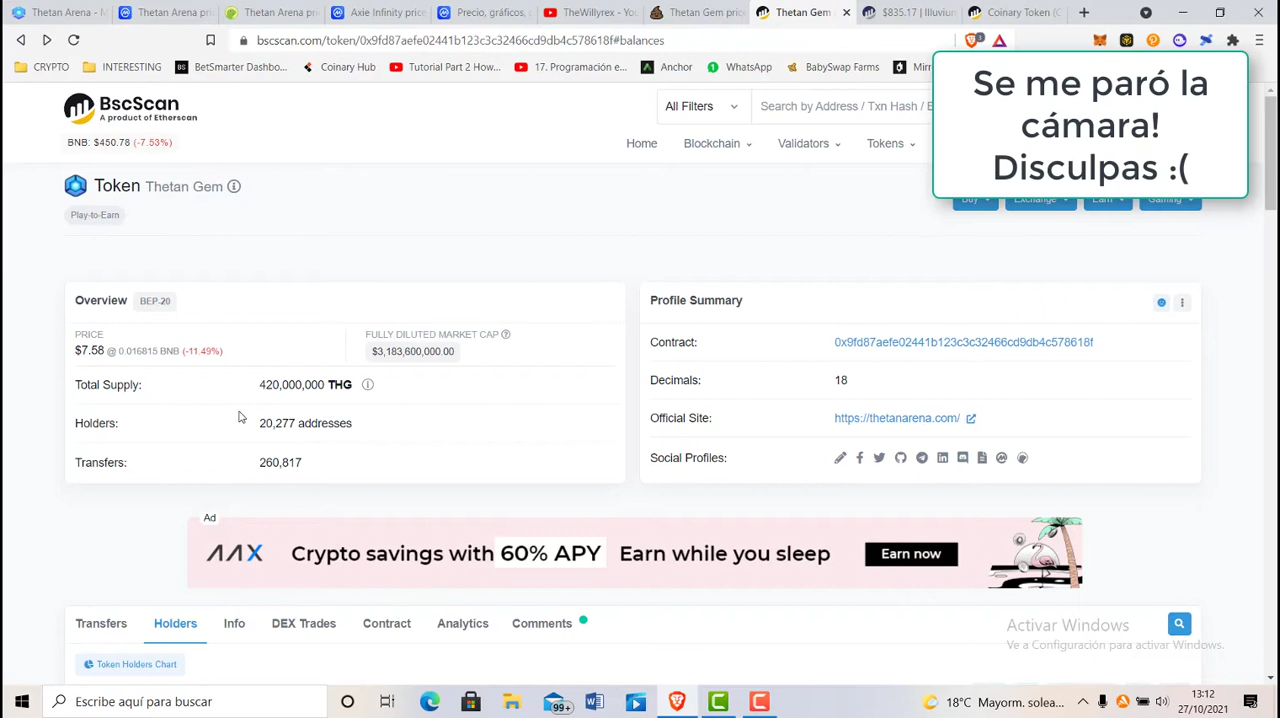 Thetan Arena - M
Thetan Arena pri
Thetan Arena pri
Axie Infinity price
Precio, gráficos, c
TheWillyrex - You
Thetan Gem pric
Thetan Gem
$835.17 | Illuvium
Coinary Token (C
bscscan.com/token/0x9fd87aefe02441b123c3c32466cd9db4c578618f#balances
3
CRYPTO
INTERESTING
BS
BetSmarter Dashbo...
Coinary Hub
Tutorial Part 2 How...
17. Programación e...
Anchor
WhatsApp
BabySwap Farms
Mirr
Se me paró la
cámara!
Disculpas :(
BscScan
A product of Etherscan
BNB: $450.78 (-7.53%)
All Filters
Search by Address / Txn Hash / B
Home
Blockchain
Validators
Tokens
Token Thetan Gem
Play-to-Earn
Buy
Exchange
Earn
Gaming
Overview BEP-20
PRICE
$7.58 @ 0.016815 BNB (-11.49%)
FULLY DILUTED MARKET CAP
$3,183,600,000.00
Total Supply: 420,000,000 THG
Holders: 20,277 addresses
Transfers: 260,817
Profile Summary
Contract: 0x9fd87aefe02441b123c3c32466cd9db4c578618f
Decimals: 18
Official Site: https://thetanarena.com/
Social Profiles:
Ad
AAX Crypto savings with 60% APY Earn while you sleep Earn now
Transfers
Holders
Info
DEX Trades
Contract
Analytics
Comments
Token Holders Chart
Activar Windows
Ve a Configuración para activar Windows.
Escribe aquí para buscar
99+
18°C Mayorm. solea...
13:12
27/10/2021